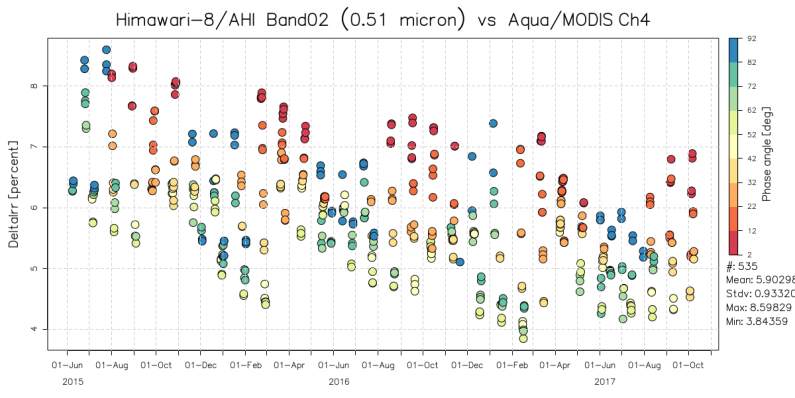 Himawari-8/AHI Band02 (0.51 micron) vs Aqua/MODIS Ch4
92
82
72
62
52
42
32
22
12
2
Phase angle [deg]
8
7
6
5
4
DeltaIrr [percent]
#: 535
Mean: 5.90298
Stdv: 0.93320
Max: 8.59829
Min: 3.84359
01-Jun 01-Aug 01-Oct 01-Dec 01-Feb 01-Apr 01-Jun 01-Aug 01-Oct 01-Dec 01-Feb 01-Apr 01-Jun 01-Aug 01-Oct
2015 2016 2017